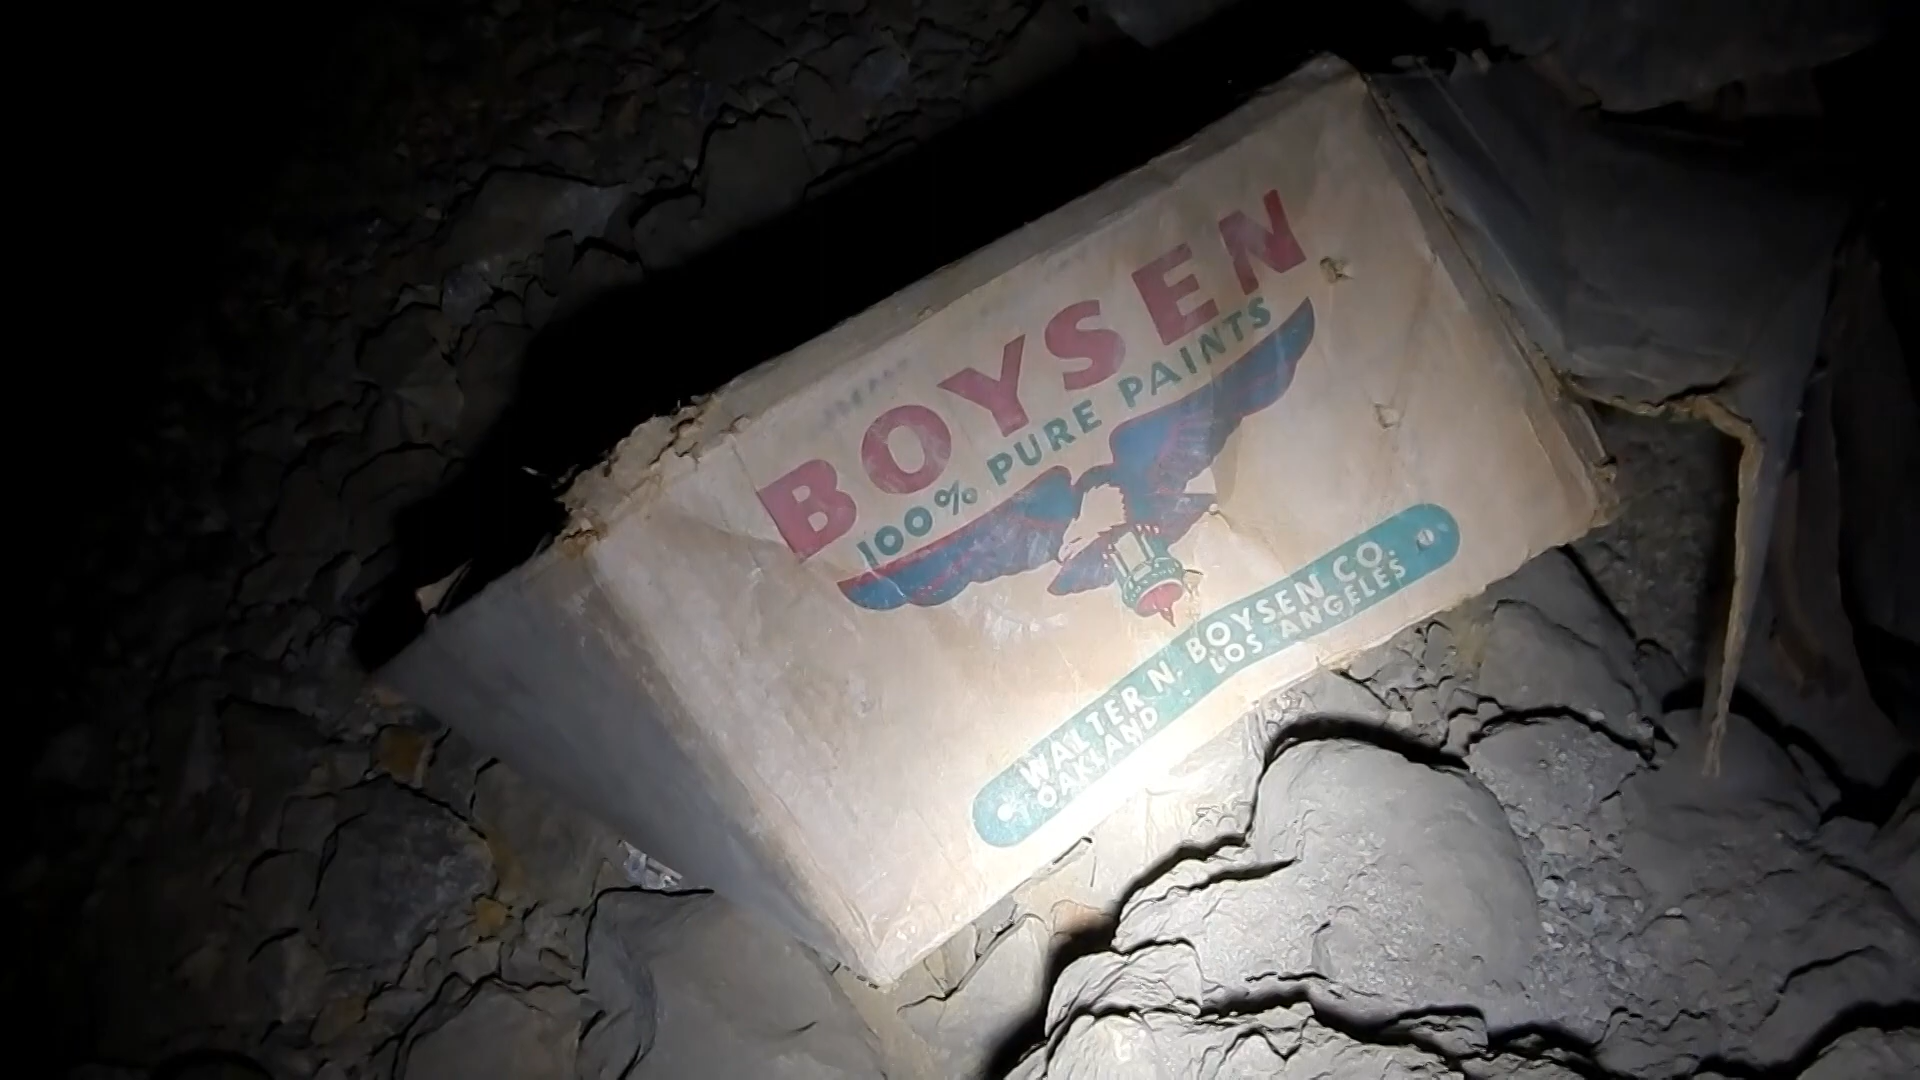 BOYSEN
100% PURE PAINTS
WALTER N. BOYSEN CO.
OAKLAND - LOS ANGELES